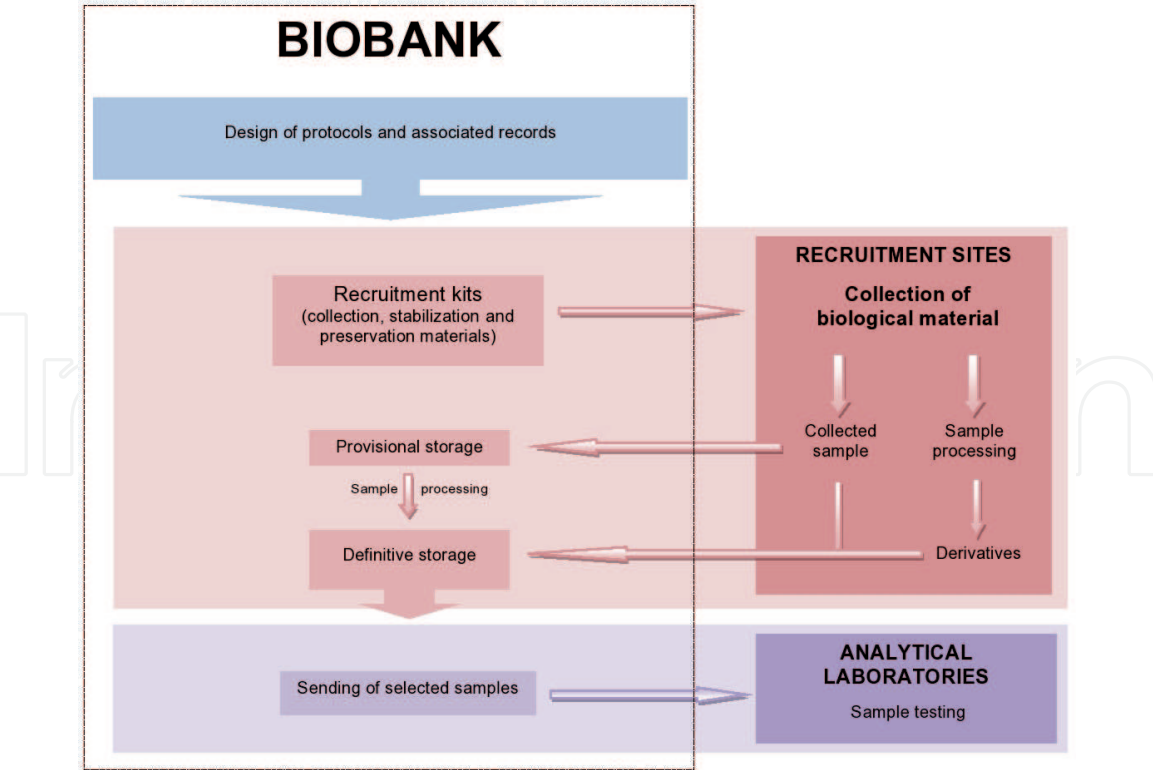 BIOBANK
Design of protocols and associated records
Recruitment kits
(collection, stabilization and
preservation materials)
RECRUITMENT SITES
Collection of
biological material
Collected
sample
Sample
processing
Provisional storage
Sample processing
Definitive storage
Derivatives
Sending of selected samples
ANALYTICAL
LABORATORIES
Sample testing